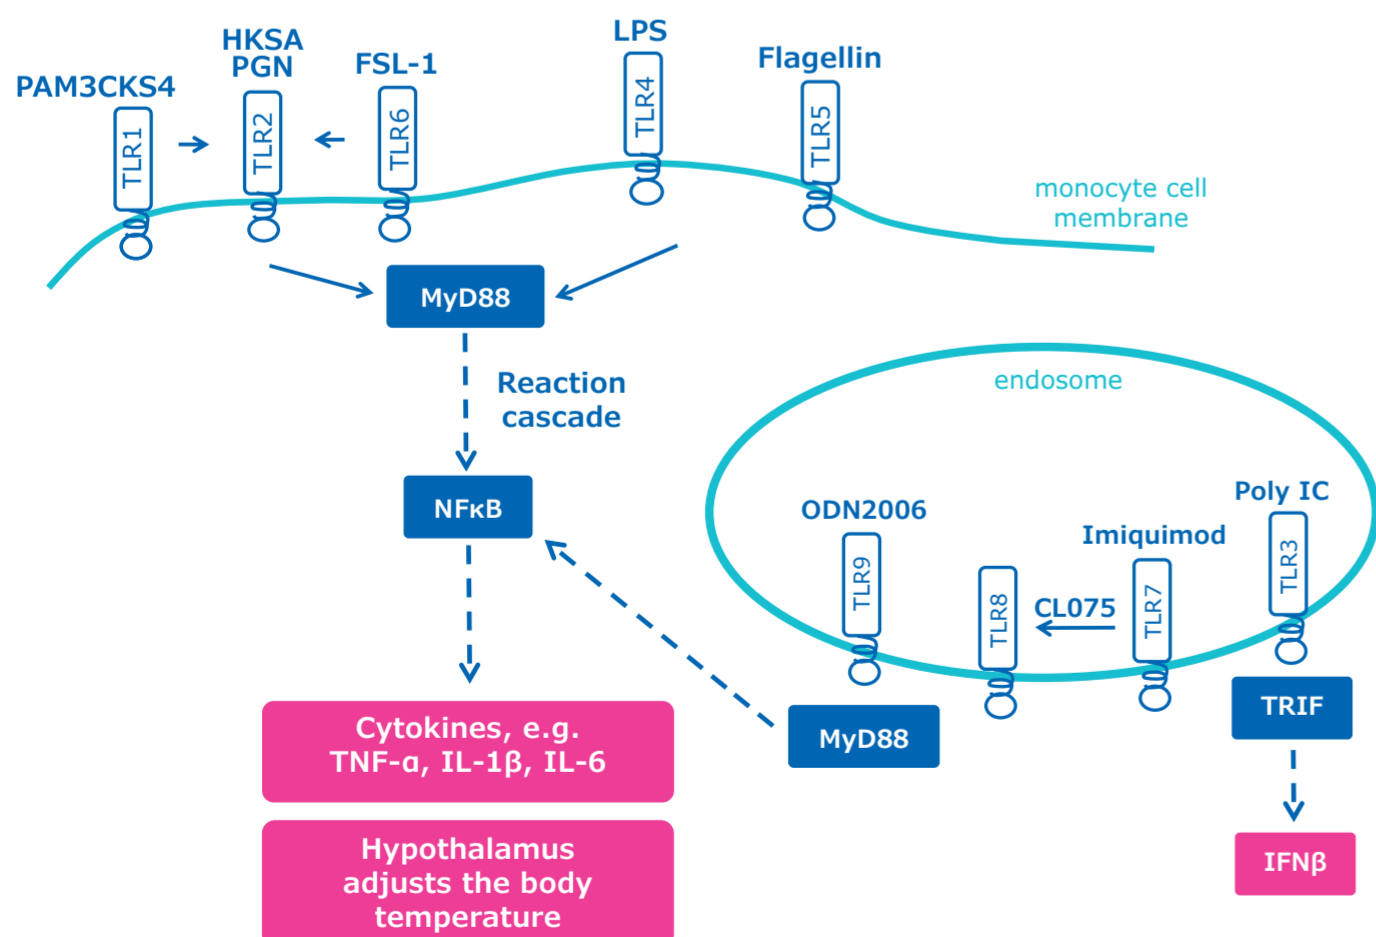 PAM3CKS4
HKSA
PGN
FSL-1
LPS
Flagellin
TLR1
TLR2
TLR6
TLR4
TLR5
monocyte cell
membrane
MyD88
Reaction
cascade
NFκB
endosome
ODN2006
TLR9
TLR8
CL075
Imiquimod
TLR7
Poly IC
TLR3
MyD88
TRIF
IFNβ
Cytokines, e.g.
TNF-α, IL-1β, IL-6
Hypothalamus
adjusts the body
temperature